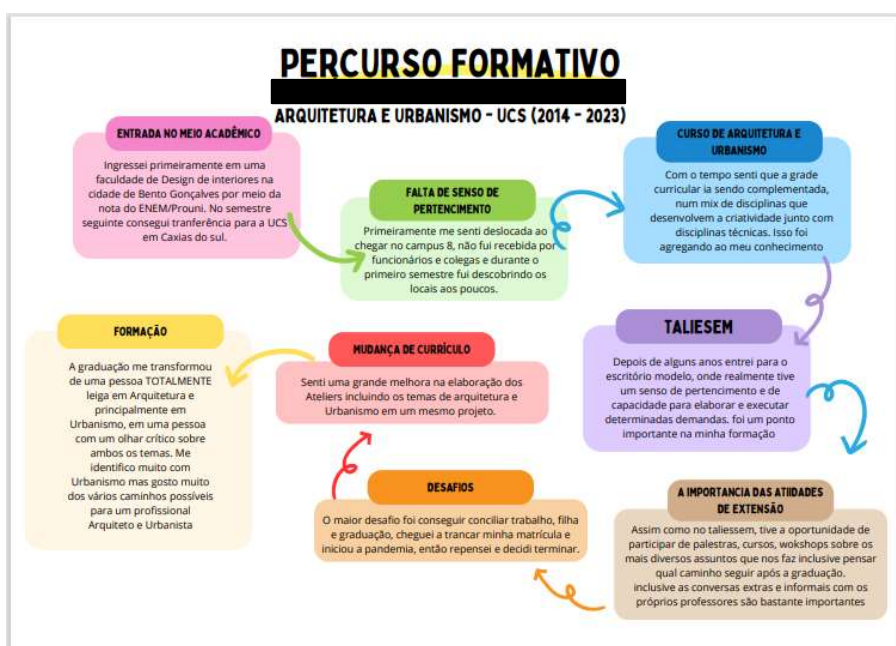 PERCURSO FORMATIVO
ARQUITETURA E URBANISMO - UCS (2014 - 2023)
ENTRADA NO MEIO ACADÊMICO
Ingressei primeiramente em uma
faculdade de Design de interiores na
cidade de Bento Gonçalves por meio da
nota do ENEM/Prouni. No semestre
seguinte consegui tranferência para a UCS
em Caxias do sul.
FALTA DE SENSO DE
PERTENCIMENTO
Primeiramente me senti deslocada ao
chegar no campus 8, não fui recebida por
funcionários e colegas e durante o
primeiro semestre fui descobrindo os
locais aos poucos.
CURSO DE ARQUITETURA E
URBANISMO
Com o tempo senti que a grade
curricular ia sendo complementada,
num mix de disciplinas que
desenvolvem a criatividade junto com
disciplinas técnicas. Isso foi
agregando ao meu conhecimento
TALIESEM
Depois de alguns anos entrei para o
escritório modelo, onde realmente tive
um senso de pertencimento e de
capacidade para elaborar e executar
determinadas demandas. foi um ponto
importante na minha formação
A IMPORTANCIA DAS ATIIDADES
DE EXTENSÃO
Assim como no taliessem, tive a oportunidade de
participar de palestras, cursos, wokshops sobre os
mais diversos assuntos que nos faz inclusive pensar
qual caminho seguir após a graduação.
inclusive as conversas extras e informais com os
próprios professores são bastante importantes
DESAFIOS
O maior desafio foi conseguir conciliar trabalho, filha
e graduação, cheguei a trancar minha matrícula e
iniciou a pandemia, então repensei e decidi terminar.
MUDANÇA DE CURRÍCULO
Senti uma grande melhora na elaboração dos
Ateliers incluindo os temas de arquitetura e
Urbanismo em um mesmo projeto.
FORMAÇÃO
A graduação me transformou
de uma pessoa TOTALMENTE
leiga em Arquitetura e
principalmente em
Urbanismo, em uma pessoa
com um olhar crítico sobre
ambos os temas. Me
identifico muito com
Urbanismo mas gosto muito
dos vários caminhos possíveis
para um profissional
Arquiteto e Urbanista